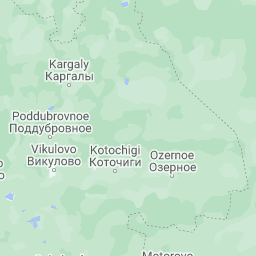 Kargaly
Каргалы
Poddubrovnoe
Поддубровное
Vikulovo
Викулово
Kotochigi
Коточиги
Ozernoe
Озерное
о